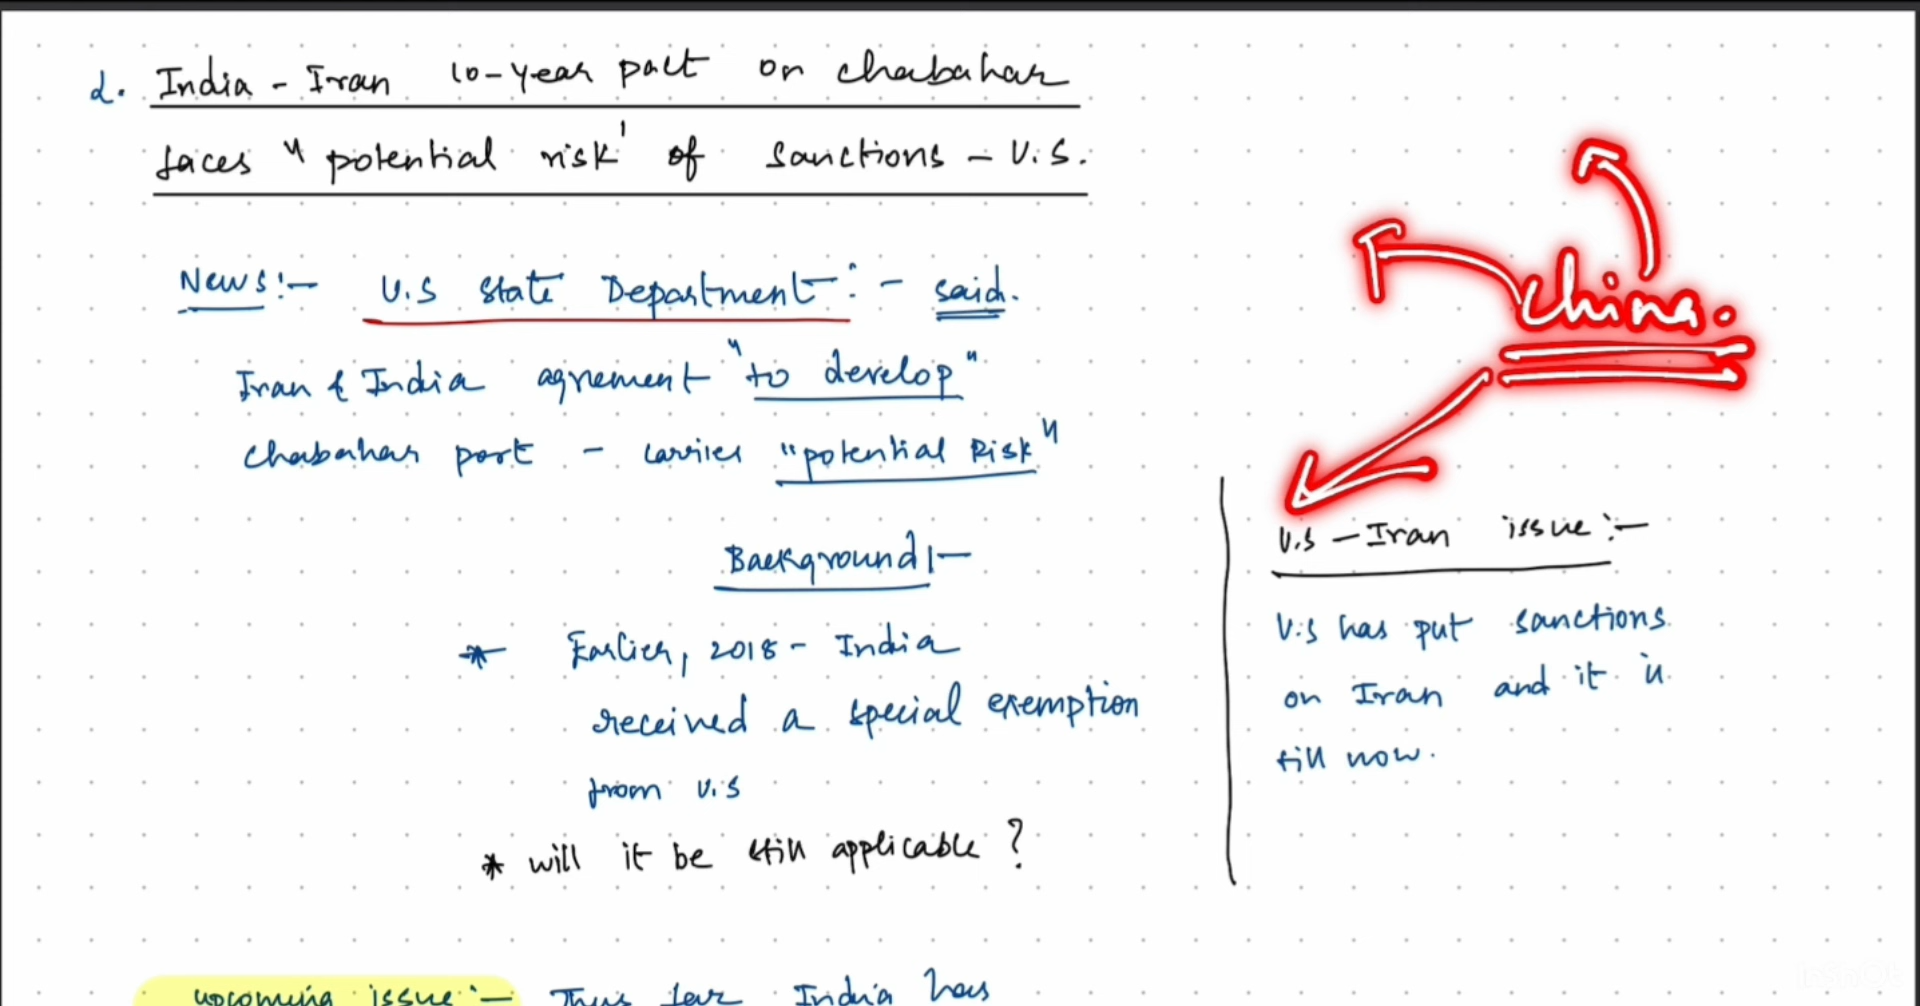 2. India - Iran 10-year pact on chabahar
faces "potential risk' of sanctions - U.S.
News:- U.S State Department:- said.
Iran & India agrement "to develop"
chabahar port - carries "potential Risk"
Background:-
* Earlier, 2018 - India
received a special exemption
from U.S
* will it be still applicable?
upcoming issue:- Thus far India has
china.
U.S - Iran issue:-
U.S has put sanctions
on Iran and it is
till now.